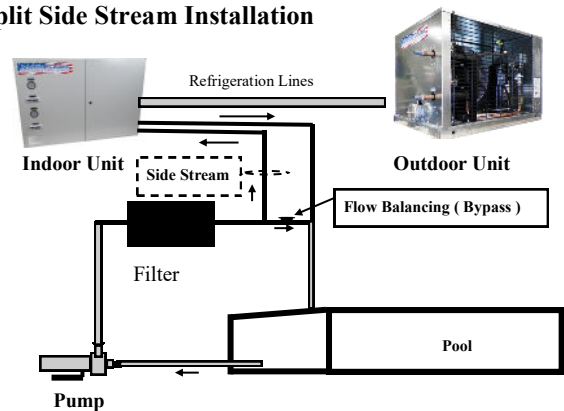 plit Side Stream Installation
Refrigeration Lines
Indoor Unit
Outdoor Unit
Side Stream
Flow Balancing ( Bypass )
Filter
Pool
Pump